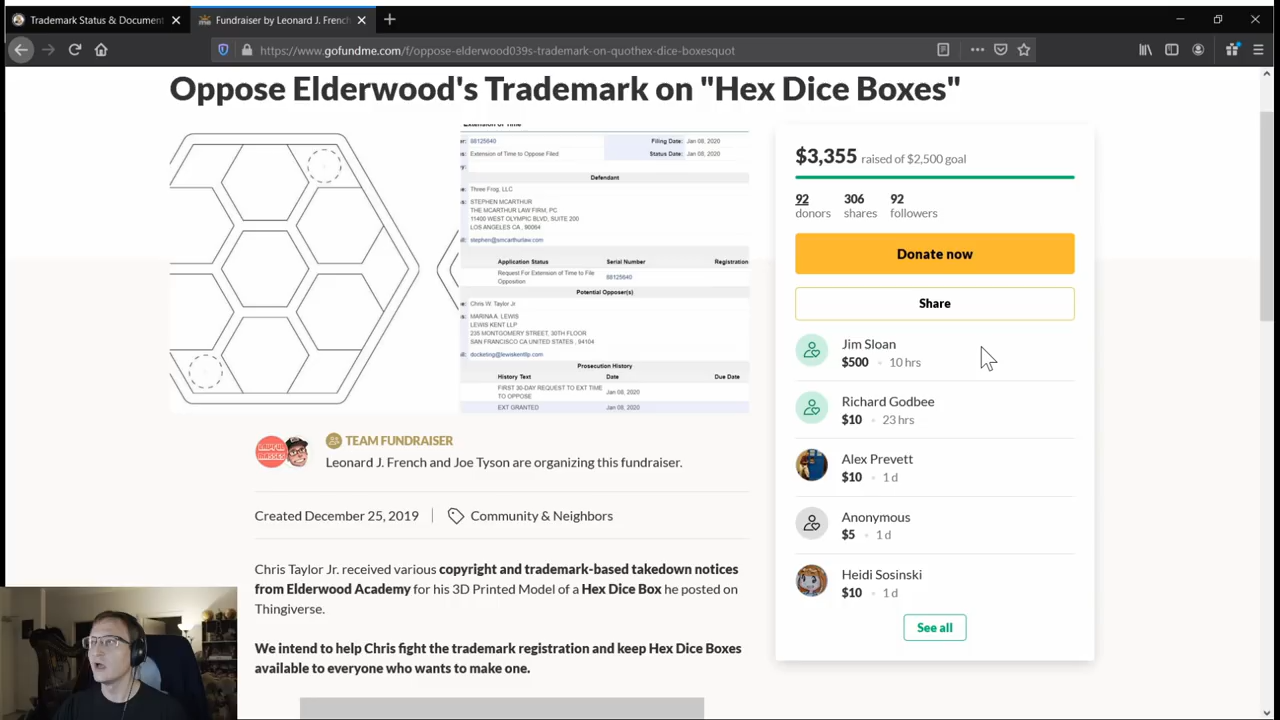 Trademark Status & Document
Fundraiser by Leonard J. French
https://www.gofundme.com/f/oppose-elderwood039s-trademark-on-quothex-dice-boxesquot
Oppose Elderwood's Trademark on "Hex Dice Boxes"
88125640
Filing Date: Jan 08, 2020
Extension of Time to Oppose Filed
Status Date: Jan 08, 2020
Defendant
Three Frog, LLC
STEPHEN MCARTHUR
THE MCARTHUR LAW FIRM, PC
11400 WEST OLYMPIC BLVD, SUITE 200
LOS ANGELES CA , 90064
stephen@smcarthurlaw.com
Application Status Serial Number Registration
Request For Extension of Time to File
Opposition
88125640
Potential Opposer(s)
Chris W. Taylor Jr
MARINA A. LEWIS
LEWIS KENT LLP
235 MONTGOMERY STREET, 30TH FLOOR
SAN FRANCISCO CA UNITED STATES , 94104
docketing@lewiskentllp.com
Prosecution History
History Text Date Due Date
FIRST 30-DAY REQUEST TO EXT TIME
TO OPPOSE
Jan 08, 2020
EXT GRANTED Jan 08, 2020
$3,355 raised of $2,500 goal
92 306 92
donors shares followers
Donate now
Share
Jim Sloan
$500 • 10 hrs
Richard Godbee
$10 • 23 hrs
Alex Prevett
$10 • 1 d
Anonymous
$5 • 1 d
Heidi Sosinski
$10 • 1 d
See all
TEAM FUNDRAISER
Leonard J. French and Joe Tyson are organizing this fundraiser.
Created December 25, 2019
Community & Neighbors
Chris Taylor Jr. received various copyright and trademark-based takedown notices
from Elderwood Academy for his 3D Printed Model of a Hex Dice Box he posted on
Thingiverse.
We intend to help Chris fight the trademark registration and keep Hex Dice Boxes
available to everyone who wants to make one.